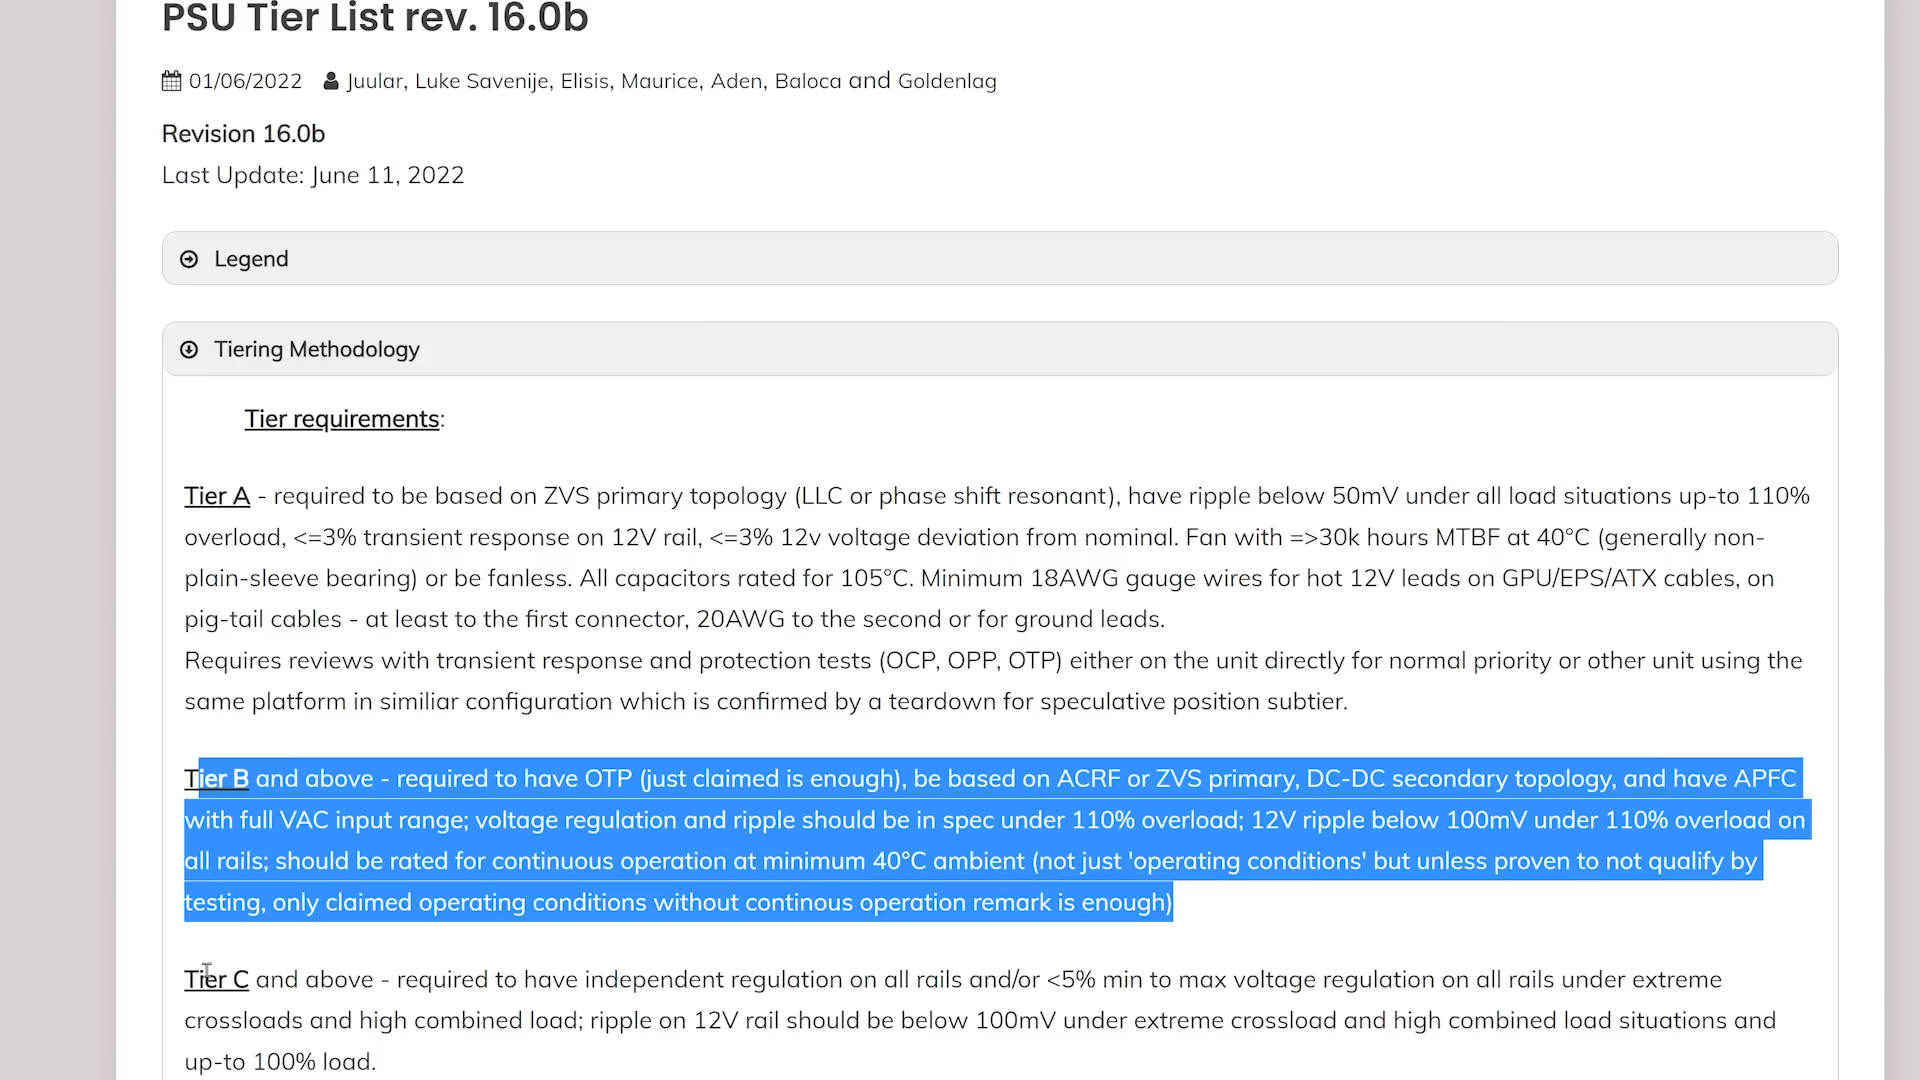 PSU Tier List rev. 16.0b
01/06/2022 Juular, Luke Savenije, Elisis, Maurice, Aden, Baloca and Goldenlag
Revision 16.0b
Last Update: June 11, 2022
Legend
Tiering Methodology
Tier requirements:
Tier A - required to be based on ZVS primary topology (LLC or phase shift resonant), have ripple below 50mV under all load situations up-to 110%
overload, <=3% transient response on 12V rail, <=3% 12v voltage deviation from nominal. Fan with =>30k hours MTBF at 40°C (generally non-
plain-sleeve bearing) or be fanless. All capacitors rated for 105°C. Minimum 18AWG gauge wires for hot 12V leads on GPU/EPS/ATX cables, on
pig-tail cables - at least to the first connector, 20AWG to the second or for ground leads.
Requires reviews with transient response and protection tests (OCP, OPP, OTP) either on the unit directly for normal priority or other unit using the
same platform in similiar configuration which is confirmed by a teardown for speculative position subtier.
Tier B and above - required to have OTP (just claimed is enough), be based on ACRF or ZVS primary, DC-DC secondary topology, and have APFC
with full VAC input range; voltage regulation and ripple should be in spec under 110% overload; 12V ripple below 100mV under 110% overload on
all rails; should be rated for continuous operation at minimum 40°C ambient (not just 'operating conditions' but unless proven to not qualify by
testing, only claimed operating conditions without continous operation remark is enough)
Tier C and above - required to have independent regulation on all rails and/or <5% min to max voltage regulation on all rails under extreme
crossloads and high combined load; ripple on 12V rail should be below 100mV under extreme crossload and high combined load situations and
up-to 100% load.